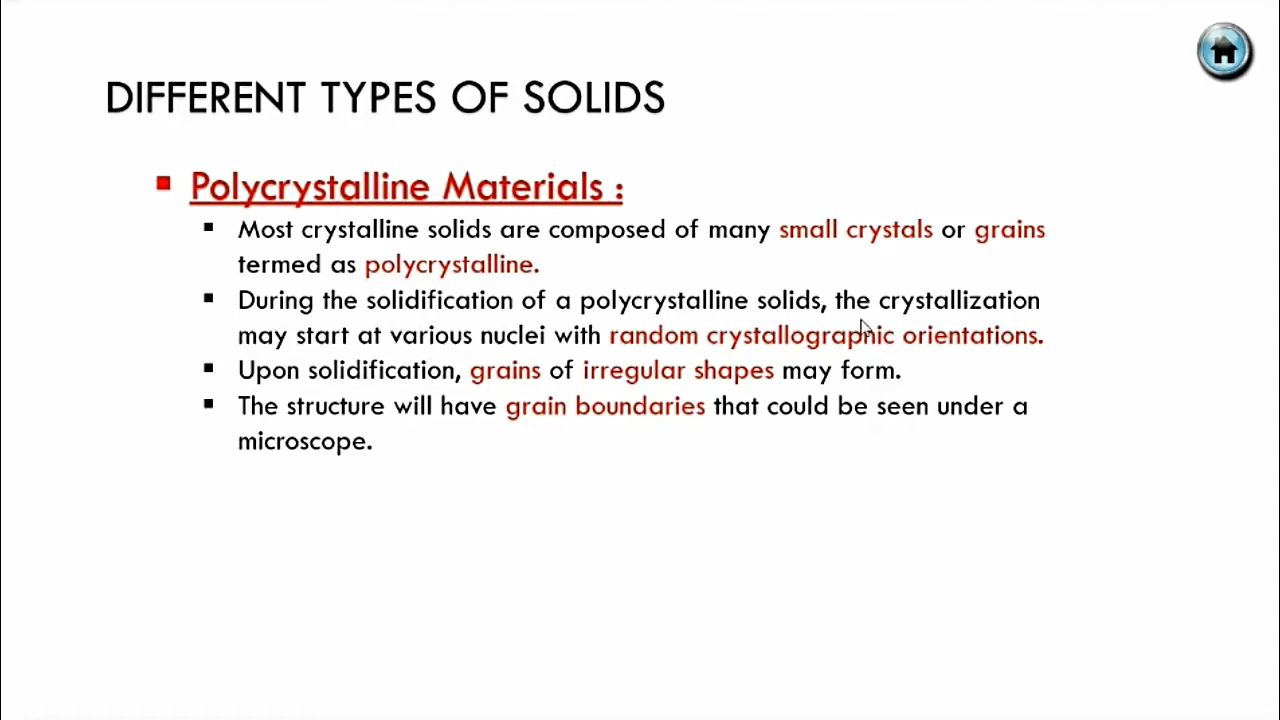 DIFFERENT TYPES OF SOLIDS
Polycrystalline Materials :
Most crystalline solids are composed of many small crystals or grains
termed as polycrystalline.
During the solidification of a polycrystalline solids, the crystallization
may start at various nuclei with random crystallographic orientations.
Upon solidification, grains of irregular shapes may form.
The structure will have grain boundaries that could be seen under a
microscope.